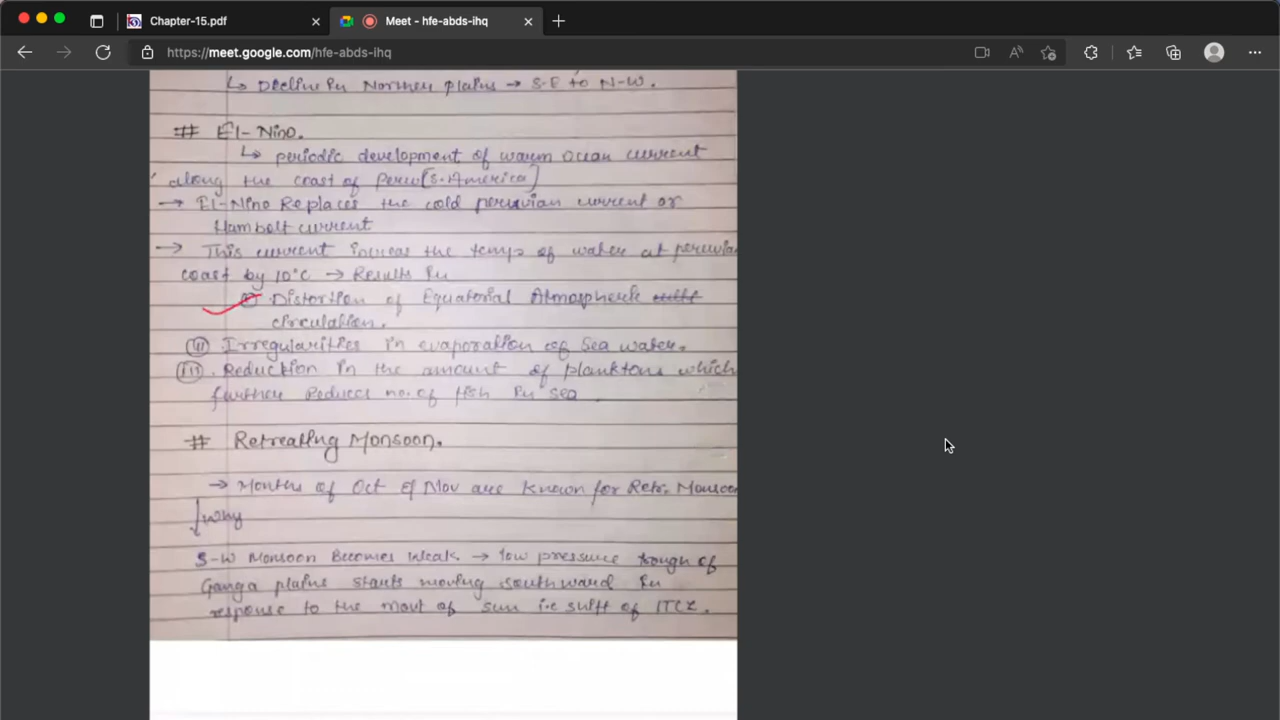 Chapter-15.pdf
Meet - hfe-abds-ihq
https://meet.google.com/hfe-abds-ihq
↳ Decline in Northern plains → S-E to N-W.
# El-Nino.
↳ periodic development of warm ocean current
along the coast of Peru [S.America]
→ El-Nino Replaces the cold peruvian current or
Hambolt current
→ This current increas the temp of water at peruvian
coast by 10°c → Results in
(i) Distortion of Equatorial Atmospheric
circulation.
(ii) Irregularities in evaporation of Sea water.
(iii). Reduction in the amount of planktons which
further Reduces no. of fish in sea
# Retreating Monsoon.
→ Months of Oct & Nov are known for Retr. Monsoon
↓ why
S-W Monsoon Becomes weak. → low pressure trough of
Ganga plains starts moving southward in
response to the movt of sun i.e shift of ITCZ.